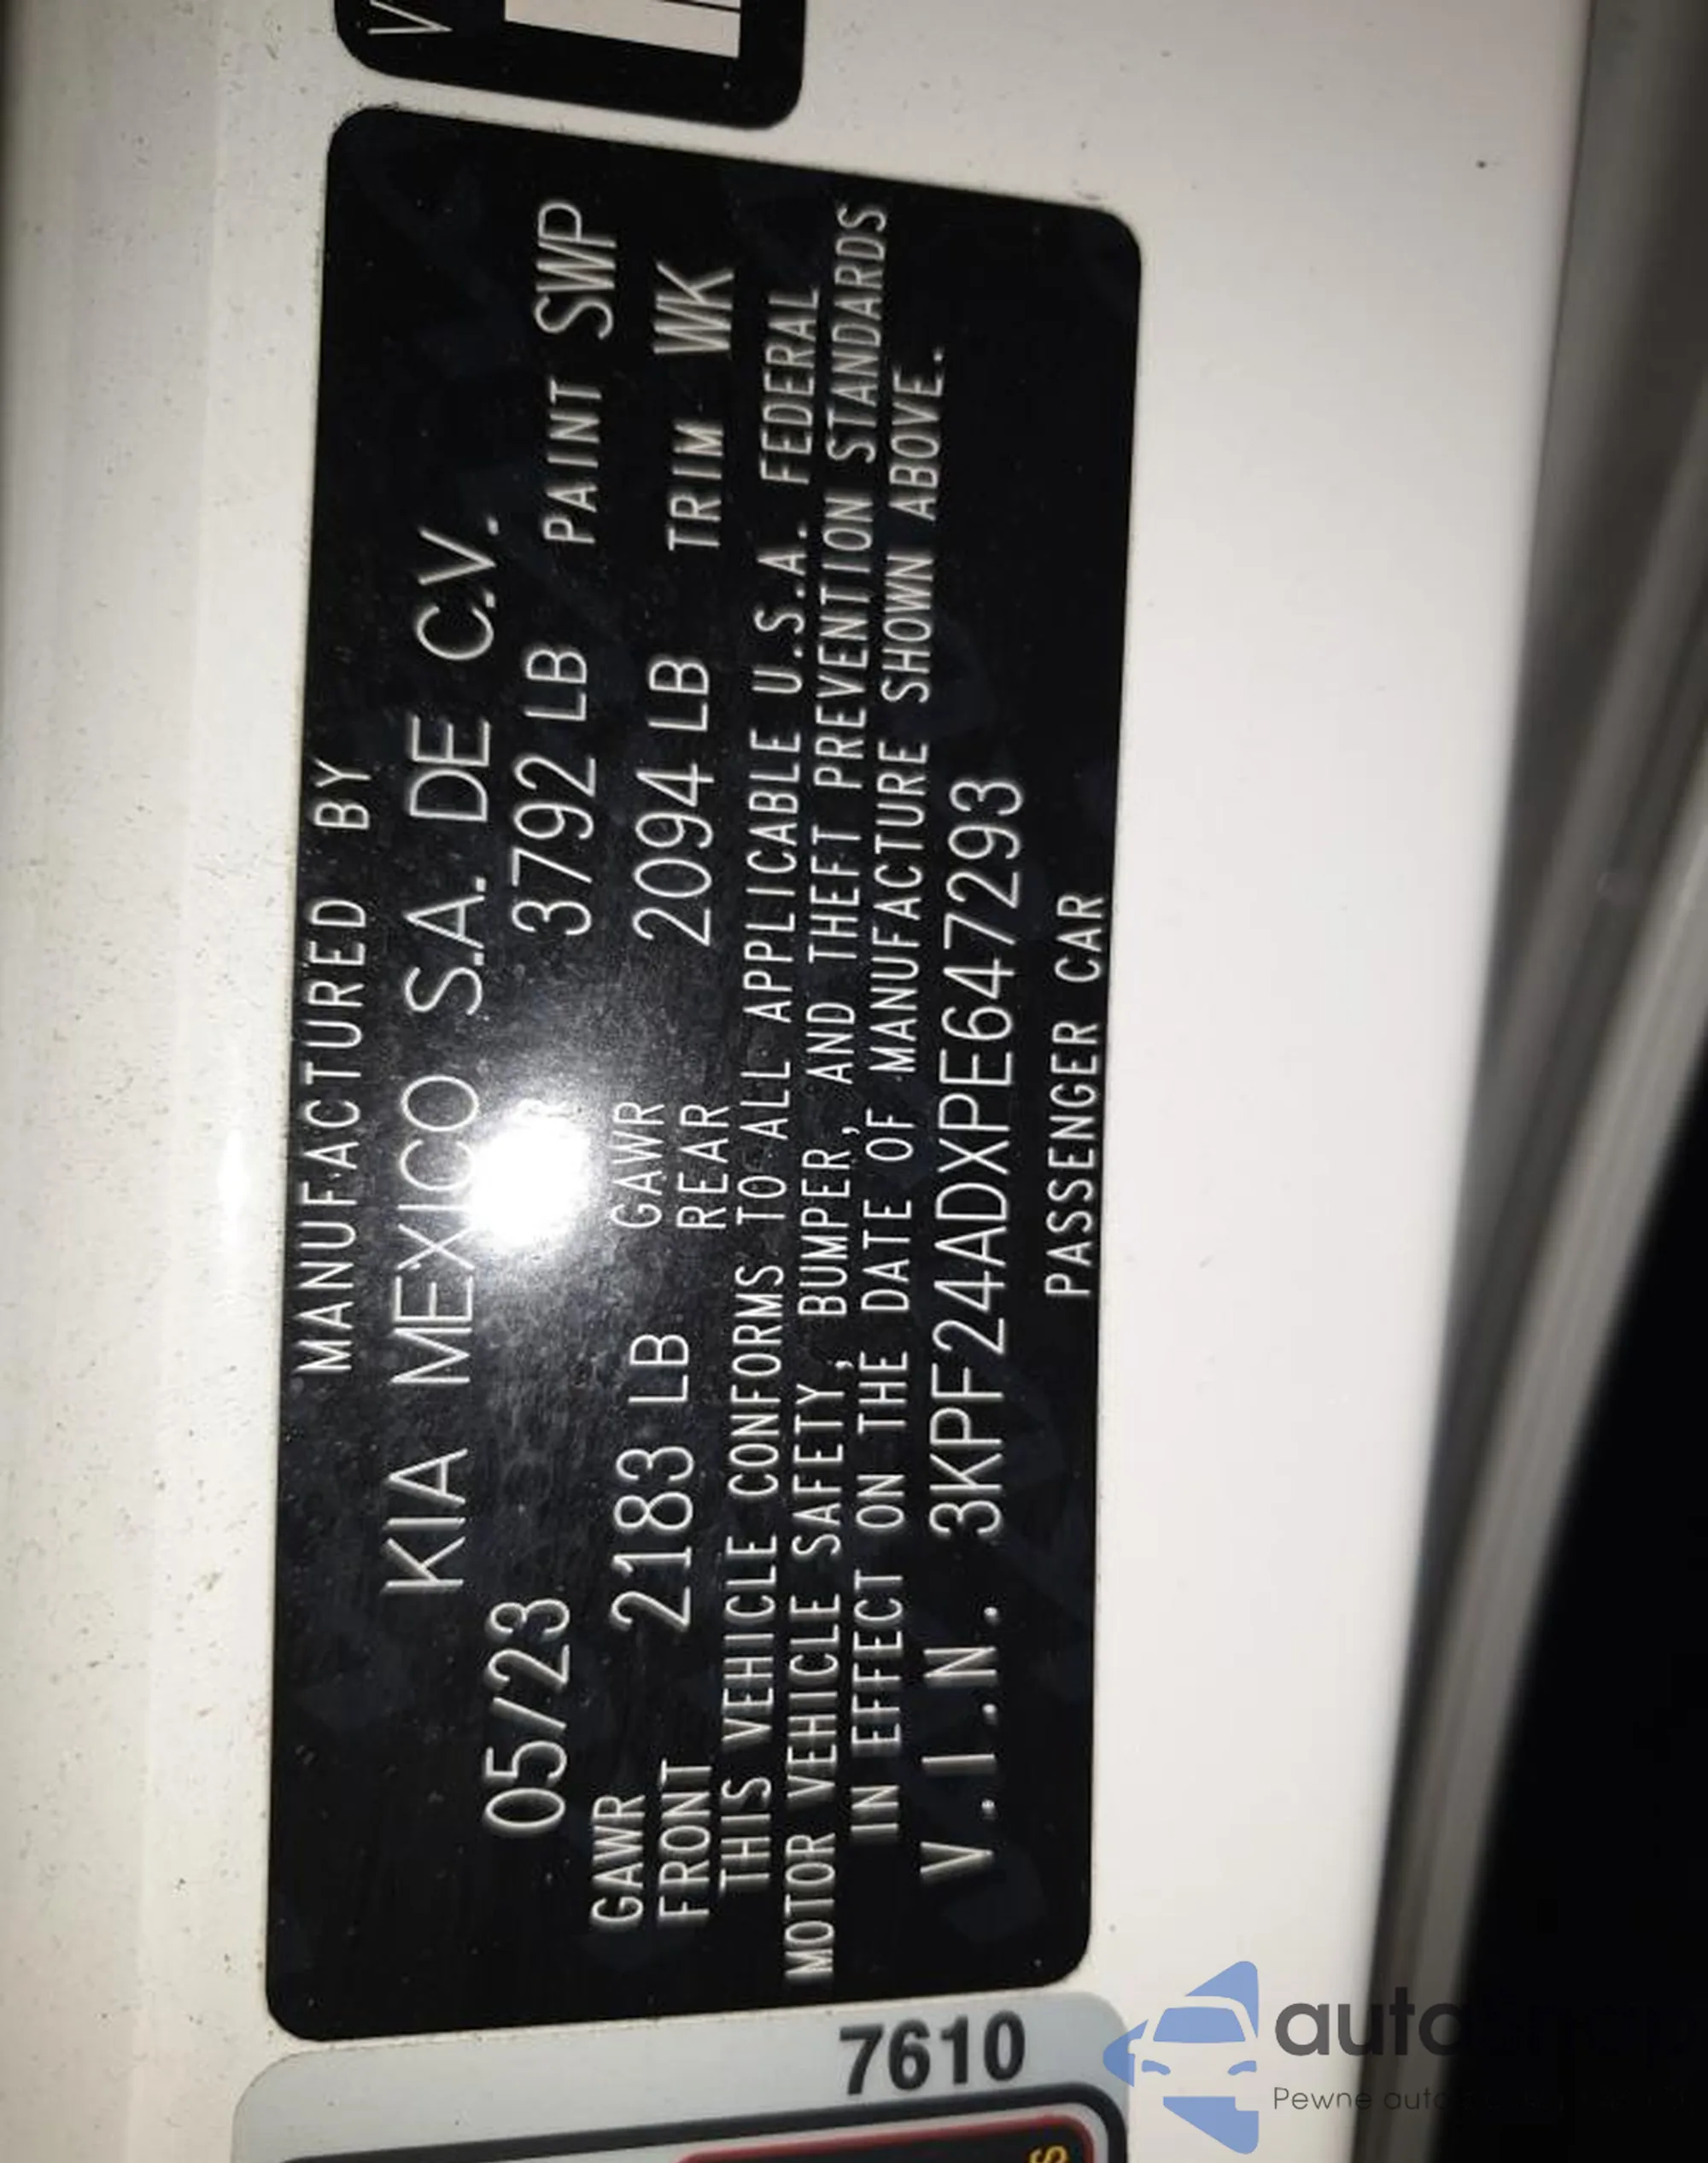 V
MANUFACTURED BY
KIA MEXICO S.A. DE C.V.
05/23 3792 LB PAINT SWP
GAWR FRONT 2183 LB GAWR REAR 2094 LB TRIM WK
THIS VEHICLE CONFORMS TO ALL APPLICABLE U.S.A. FEDERAL
MOTOR VEHICLE SAFETY, BUMPER, AND THEFT PREVENTION STANDARDS
IN EFFECT ON THE DATE OF MANUFACTURE SHOWN ABOVE.
V.I.N. 3KPF24ADXPE647293
PASSENGER CAR
7610
Pewne auto